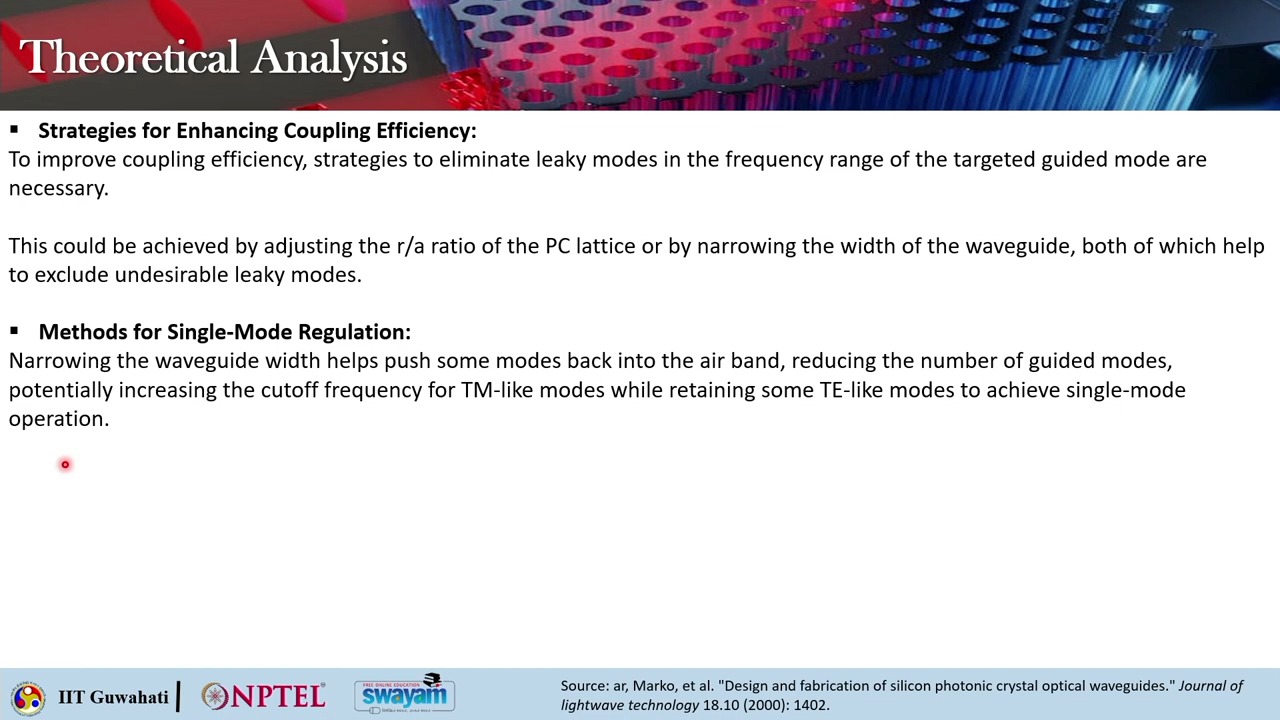 Theoretical Analysis
▪ Strategies for Enhancing Coupling Efficiency:
To improve coupling efficiency, strategies to eliminate leaky modes in the frequency range of the targeted guided mode are
necessary.
This could be achieved by adjusting the r/a ratio of the PC lattice or by narrowing the width of the waveguide, both of which help
to exclude undesirable leaky modes.
▪ Methods for Single-Mode Regulation:
Narrowing the waveguide width helps push some modes back into the air band, reducing the number of guided modes,
potentially increasing the cutoff frequency for TM-like modes while retaining some TE-like modes to achieve single-mode
operation.
IIT Guwahati
NPTEL
FREE ONLINE EDUCATION
swayam
Source: ar, Marko, et al. "Design and fabrication of silicon photonic crystal optical waveguides." Journal of
lightwave technology 18.10 (2000): 1402.